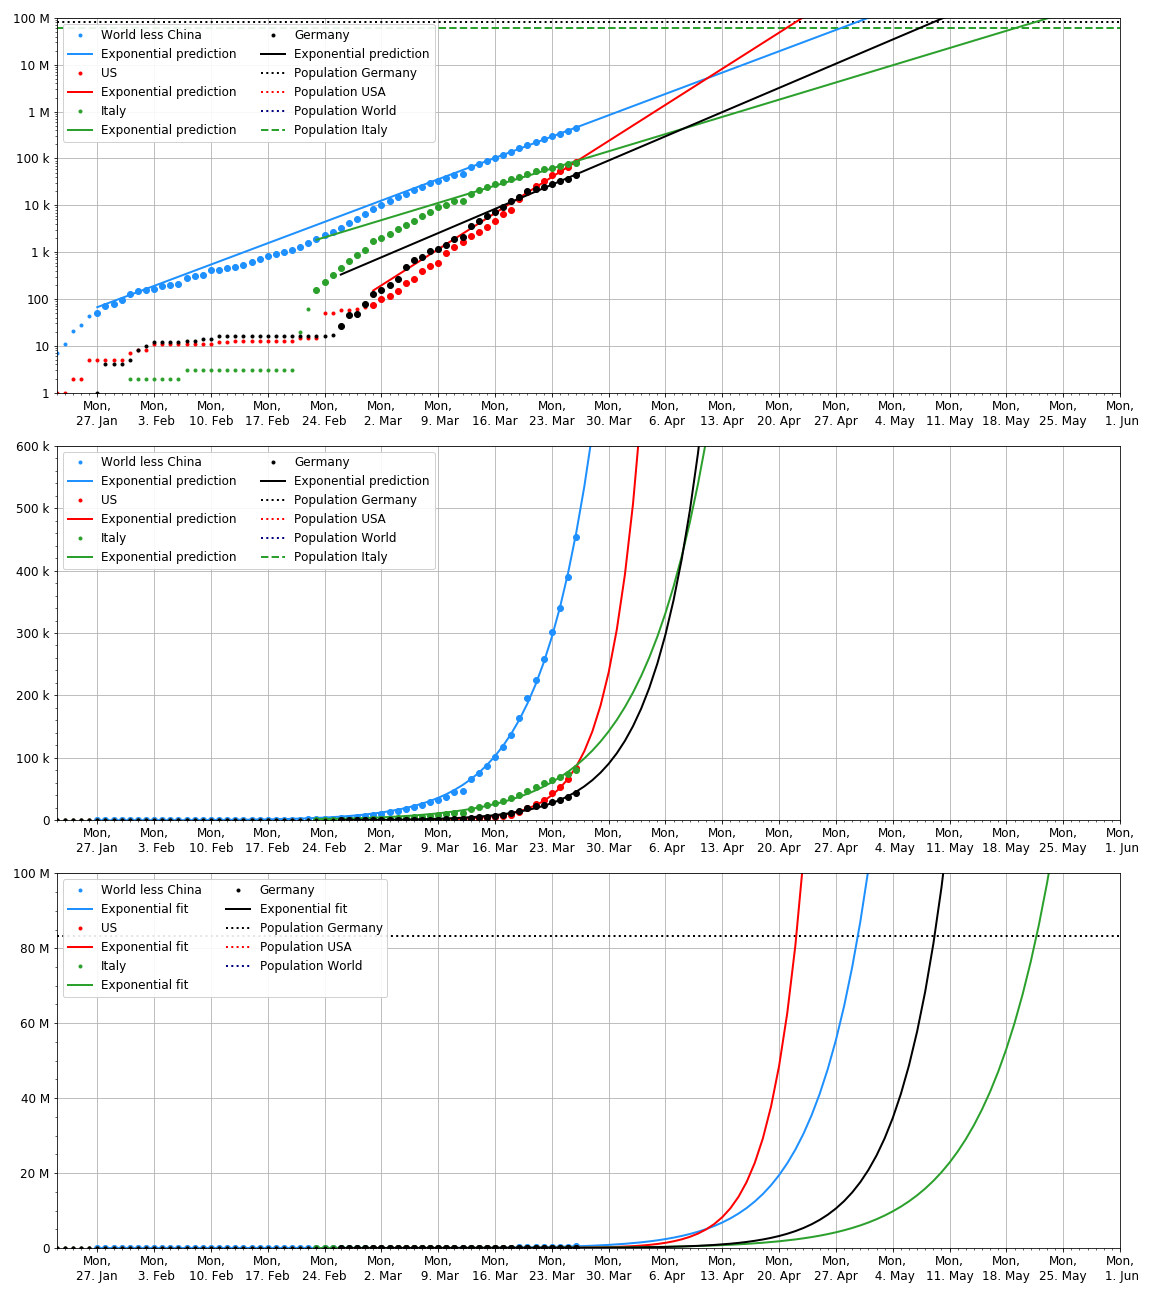 100 M
10 M
1 M
100 k
10 k
1 k
100
10
1
World less China
Exponential prediction
US
Exponential prediction
Italy
Exponential prediction
Germany
Exponential prediction
Population Germany
Population USA
Population World
Population Italy
Mon, Mon, Mon, Mon, Mon, Mon, Mon, Mon, Mon, Mon, Mon, Mon, Mon, Mon, Mon, Mon, Mon, Mon, Mon,
27. Jan 3. Feb 10. Feb 17. Feb 24. Feb 2. Mar 9. Mar 16. Mar 23. Mar 30. Mar 6. Apr 13. Apr 20. Apr 27. Apr 4. May 11. May 18. May 25. May 1. Jun
600 k
500 k
400 k
300 k
200 k
100 k
0
World less China
Exponential prediction
US
Exponential prediction
Italy
Exponential prediction
Germany
Exponential prediction
Population Germany
Population USA
Population World
Population Italy
Mon, Mon, Mon, Mon, Mon, Mon, Mon, Mon, Mon, Mon, Mon, Mon, Mon, Mon, Mon, Mon, Mon, Mon, Mon,
27. Jan 3. Feb 10. Feb 17. Feb 24. Feb 2. Mar 9. Mar 16. Mar 23. Mar 30. Mar 6. Apr 13. Apr 20. Apr 27. Apr 4. May 11. May 18. May 25. May 1. Jun
100 M
80 M
60 M
40 M
20 M
0
World less China
Exponential fit
US
Exponential fit
Italy
Exponential fit
Germany
Exponential fit
Population Germany
Population USA
Population World
Mon, Mon, Mon, Mon, Mon, Mon, Mon, Mon, Mon, Mon, Mon, Mon, Mon, Mon, Mon, Mon, Mon, Mon, Mon,
27. Jan 3. Feb 10. Feb 17. Feb 24. Feb 2. Mar 9. Mar 16. Mar 23. Mar 30. Mar 6. Apr 13. Apr 20. Apr 27. Apr 4. May 11. May 18. May 25. May 1. Jun